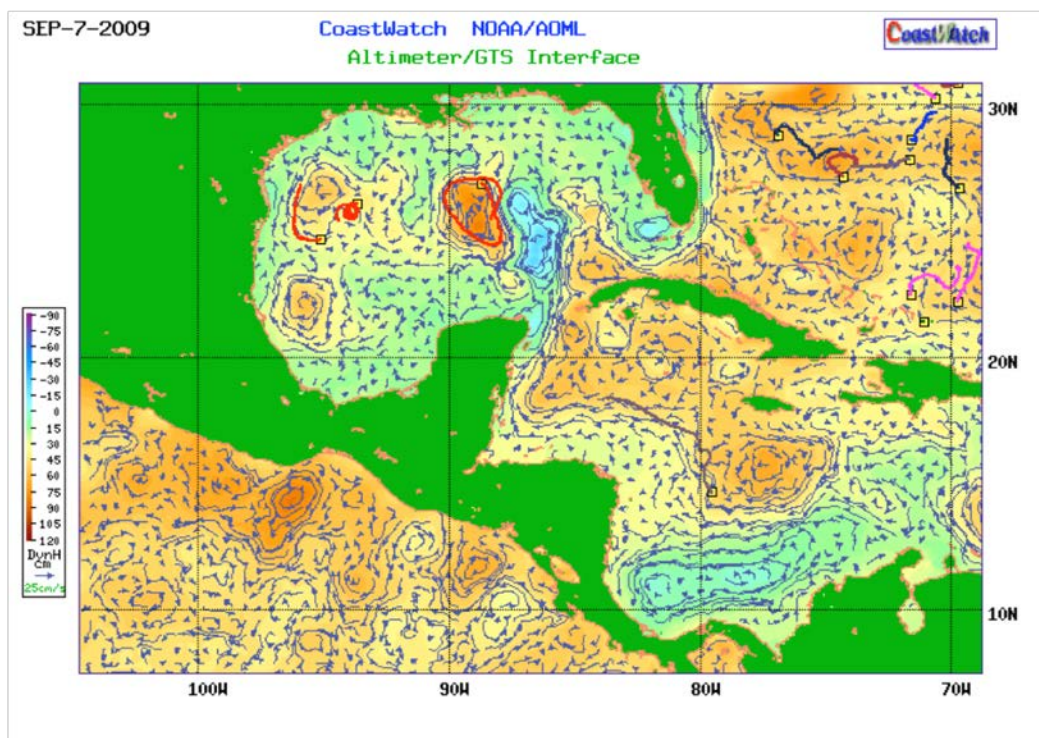 SEP-7-2009
CoastWatch NOAA/AOML
CoastWatch
Altimeter/GTS Interface
30N
20N
10N
-90
-75
-60
-45
-30
-15
0
15
30
45
60
75
90
105
120
DynH
cm
25cm/s
100W
90W
80W
70W